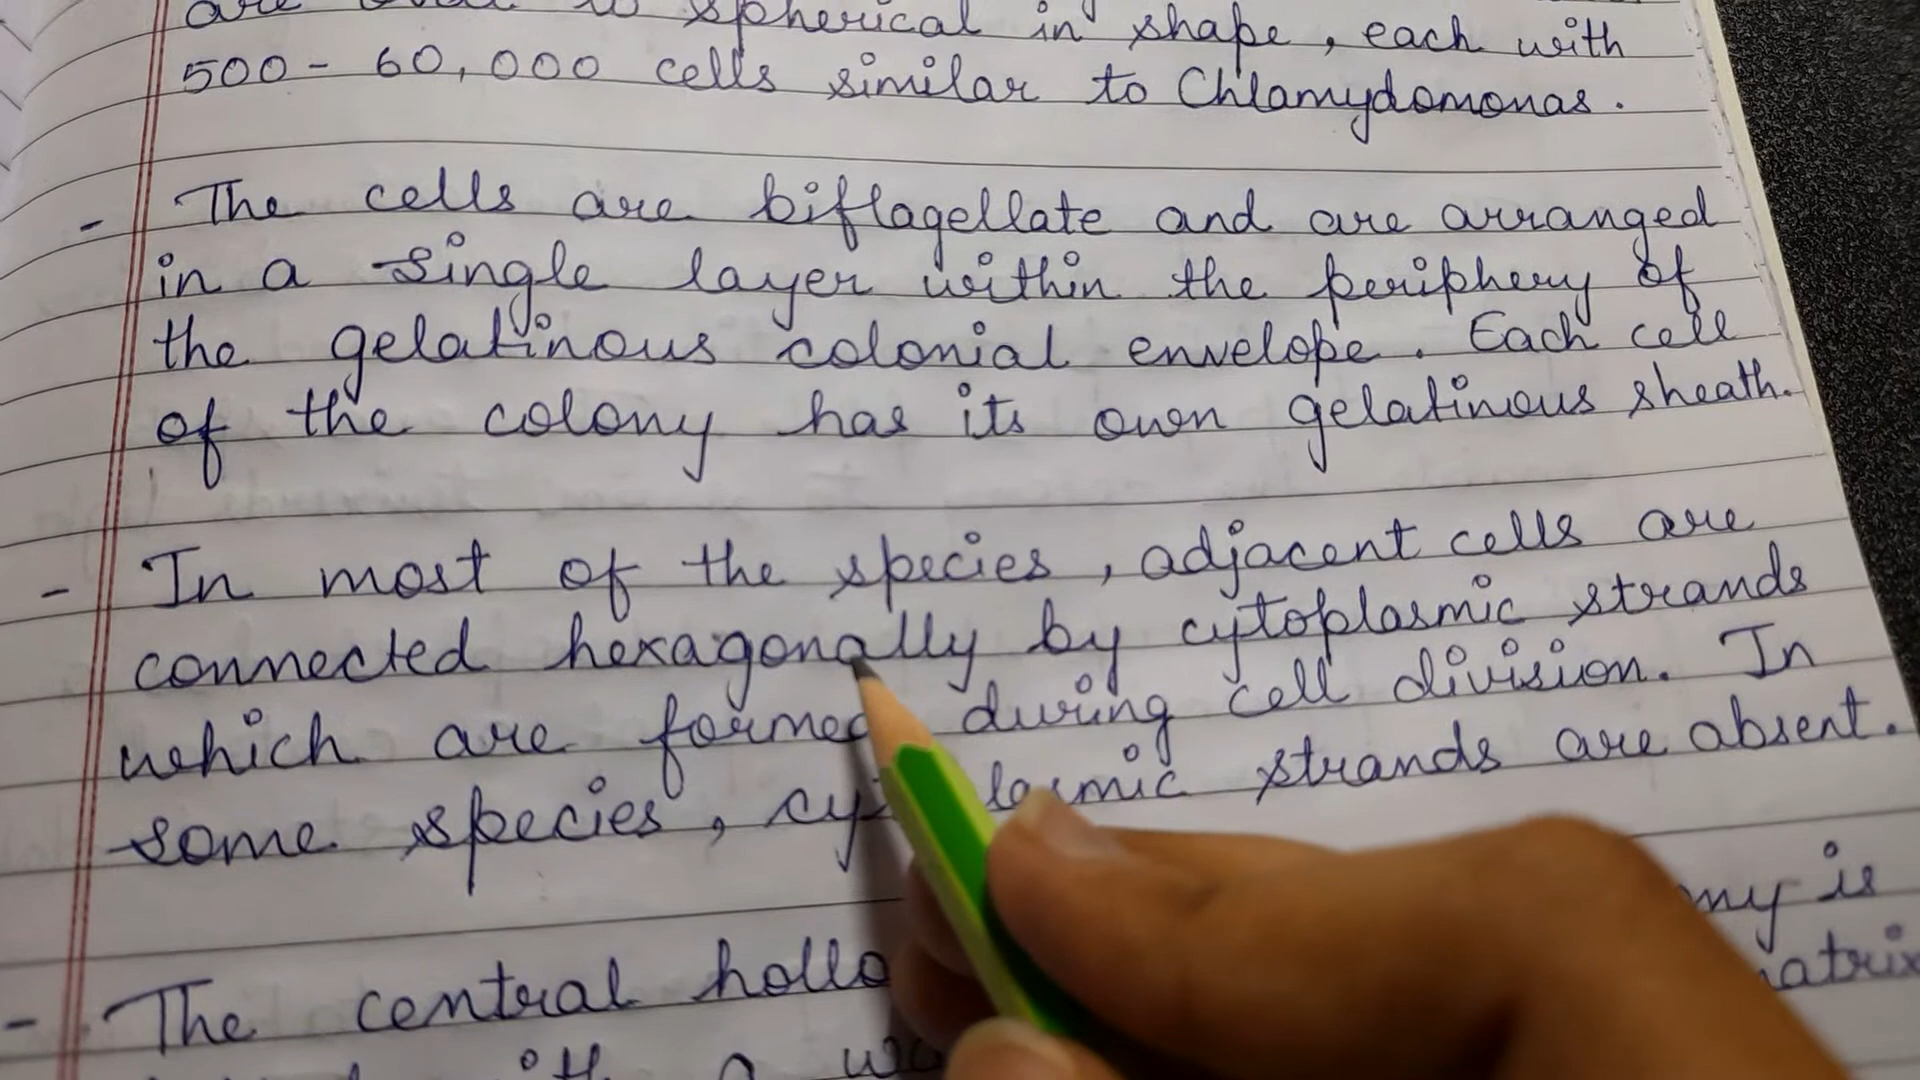 are to spherical in shape, each with
500 - 60,000 cells similar to Chlamydomonas.
- The cells are biflagellate and are arranged
in a single layer within the periphery of
the gelatinous colonial envelope. Each cell
of the colony has its own gelatinous sheath.
- In most of the species, adjacent cells are
connected hexagonally by cytoplasmic strands
which are formed during cell division. In
some species, cy lasmic strands are absent.
- The central hollo ny is
atrix